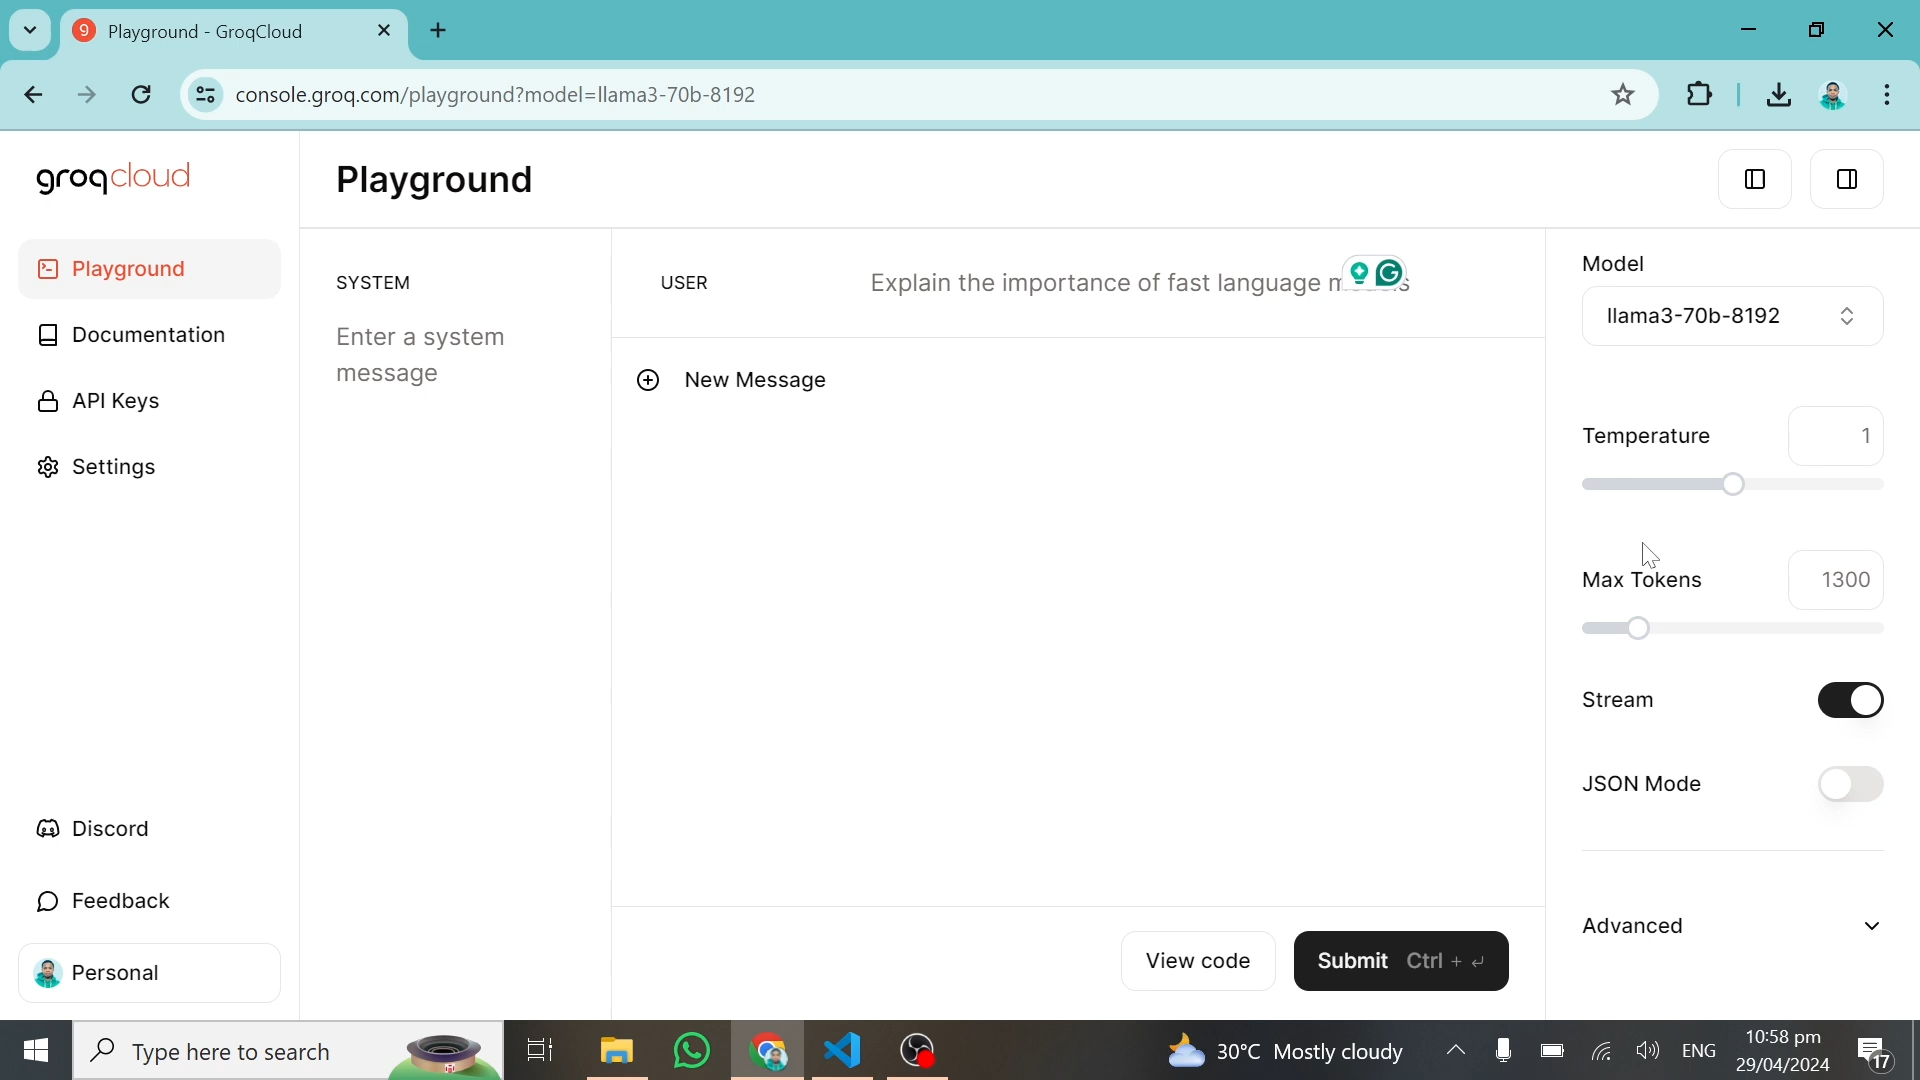 Playground - GroqCloud
console.groq.com/playground?model=llama3-70b-8192
groqcloud
Playground
Playground
Documentation
API Keys
Settings
SYSTEM
Enter a system
message
USER
Explain the importance of fast language
New Message
Model
llama3-70b-8192
Temperature
1
Max Tokens
1300
Stream
JSON Mode
Advanced
View code
Submit Ctrl + ↵
Discord
Feedback
Personal
Type here to search
30°C Mostly cloudy
ENG
10:58 pm
29/04/2024
17